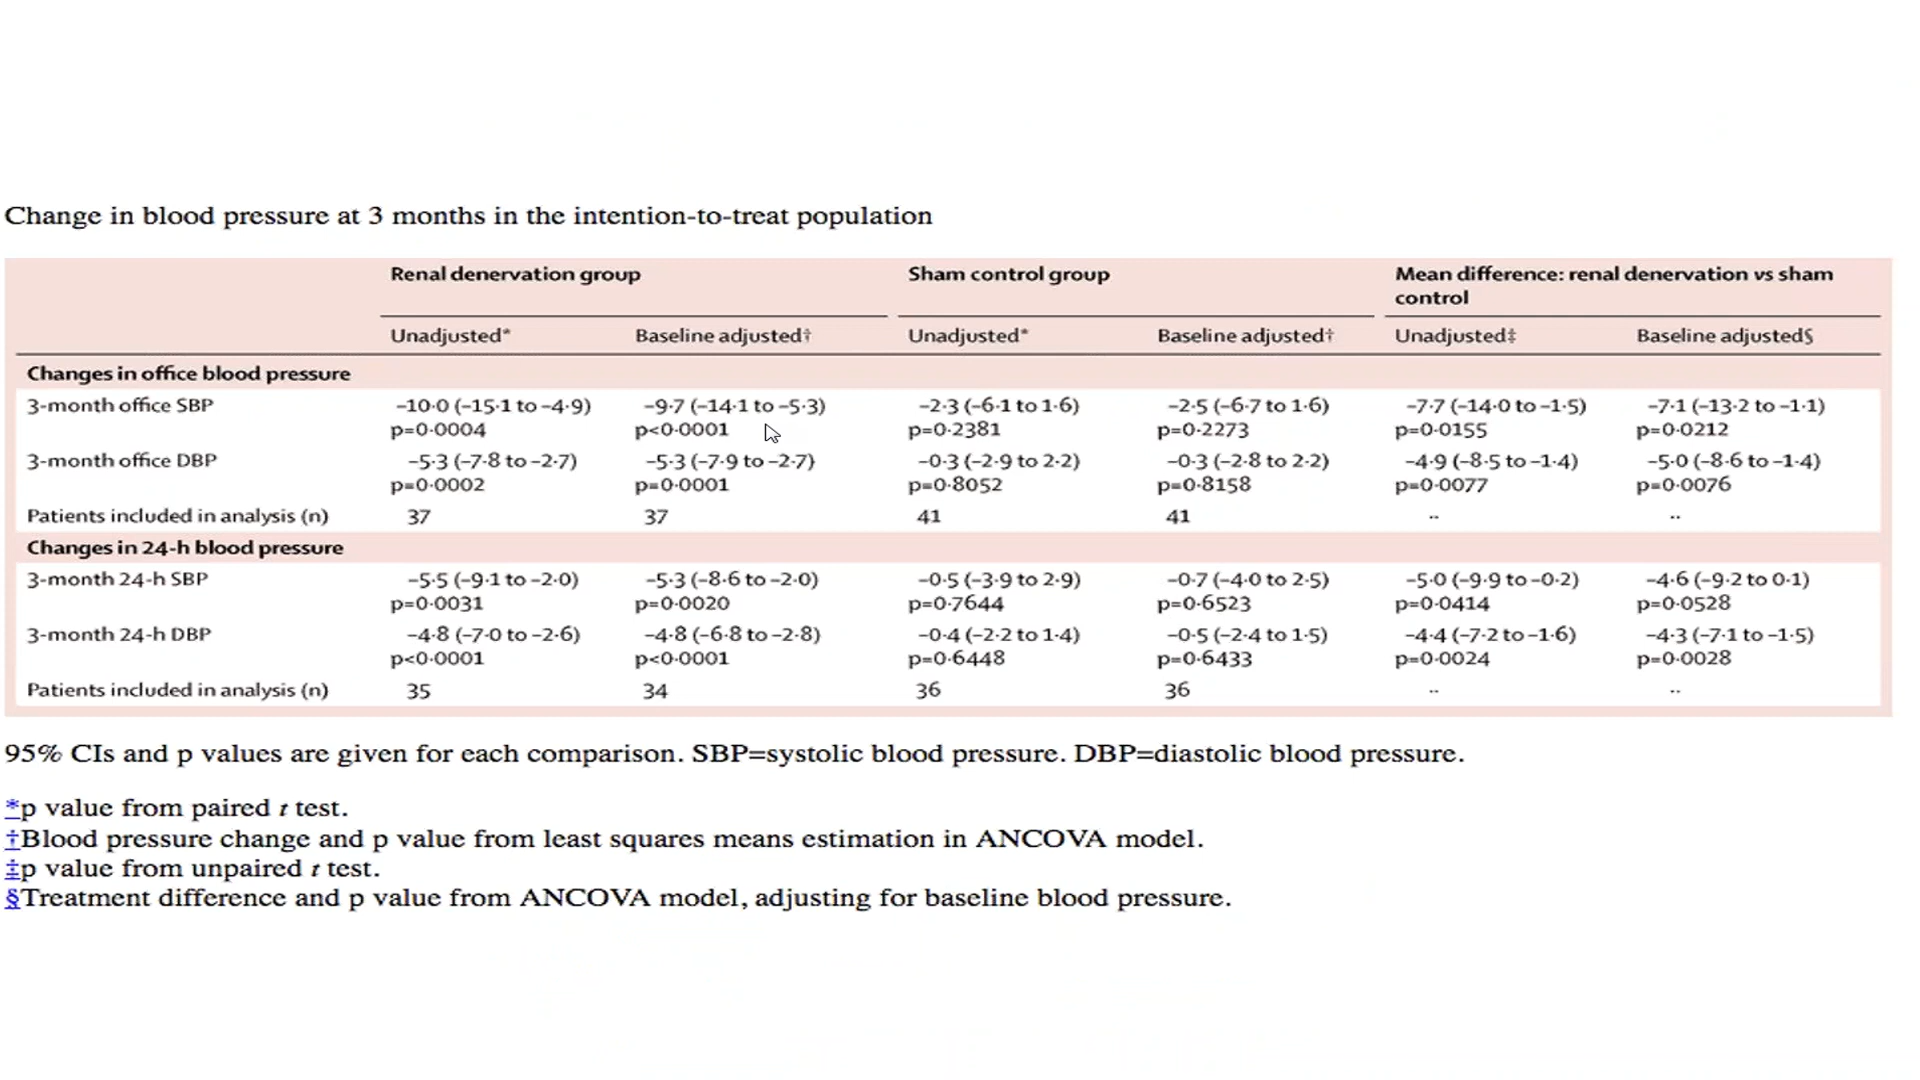 Change in blood pressure at 3 months in the intention-to-treat population
Renal denervation group Sham control group Mean difference: renal denervation vs sham
control
Unadjusted* Baseline adjusted† Unadjusted* Baseline adjusted† Unadjusted‡ Baseline adjusted§
Changes in office blood pressure
3-month office SBP −10·0 (−15·1 to −4·9) −9·7 (−14·1 to −5·3) −2·3 (−6·1 to 1·6) −2·5 (−6·7 to 1·6) −7·7 (−14·0 to −1·5) −7·1 (−13·2 to −1·1)
p=0·0004 p<0·0001 p=0·2381 p=0·2273 p=0·0155 p=0·0212
3-month office DBP −5·3 (−7·8 to −2·7) −5·3 (−7·9 to −2·7) −0·3 (−2·9 to 2·2) −0·3 (−2·8 to 2·2) −4·9 (−8·5 to −1·4) −5·0 (−8·6 to −1·4)
p=0·0002 p=0·0001 p=0·8052 p=0·8158 p=0·0077 p=0·0076
Patients included in analysis (n) 37 37 41 41 ·· ··
Changes in 24-h blood pressure
3-month 24-h SBP −5·5 (−9·1 to −2·0) −5·3 (−8·6 to −2·0) −0·5 (−3·9 to 2·9) −0·7 (−4·0 to 2·5) −5·0 (−9·9 to −0·2) −4·6 (−9·2 to 0·1)
p=0·0031 p=0·0020 p=0·7644 p=0·6523 p=0·0414 p=0·0528
3-month 24-h DBP −4·8 (−7·0 to −2·6) −4·8 (−6·8 to −2·8) −0·4 (−2·2 to 1·4) −0·5 (−2·4 to 1·5) −4·4 (−7·2 to −1·6) −4·3 (−7·1 to −1·5)
p<0·0001 p<0·0001 p=0·6448 p=0·6433 p=0·0024 p=0·0028
Patients included in analysis (n) 35 34 36 36 ·· ··
95% CIs and p values are given for each comparison. SBP=systolic blood pressure. DBP=diastolic blood pressure.
*p value from paired t test.
†Blood pressure change and p value from least squares means estimation in ANCOVA model.
‡p value from unpaired t test.
§Treatment difference and p value from ANCOVA model, adjusting for baseline blood pressure.